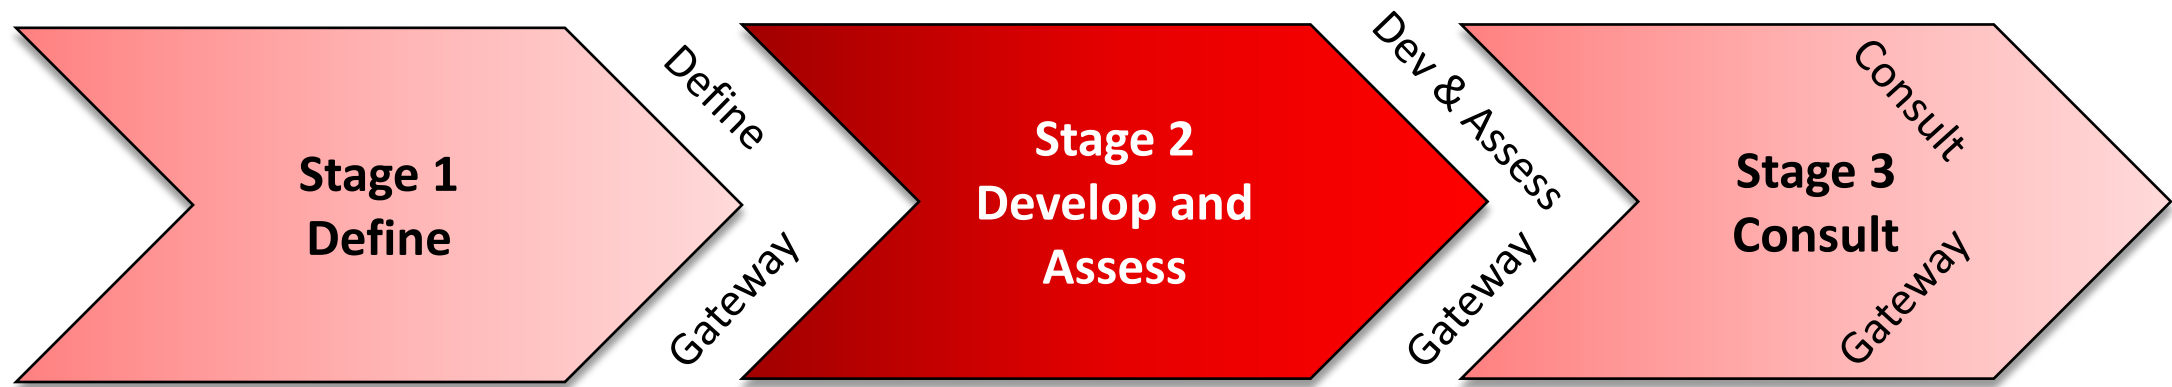 Stage 1
Define
Define
Gateway
Stage 2
Develop and
Assess
Dev & Assess
Gateway
Stage 3
Consult
Consult
Gateway